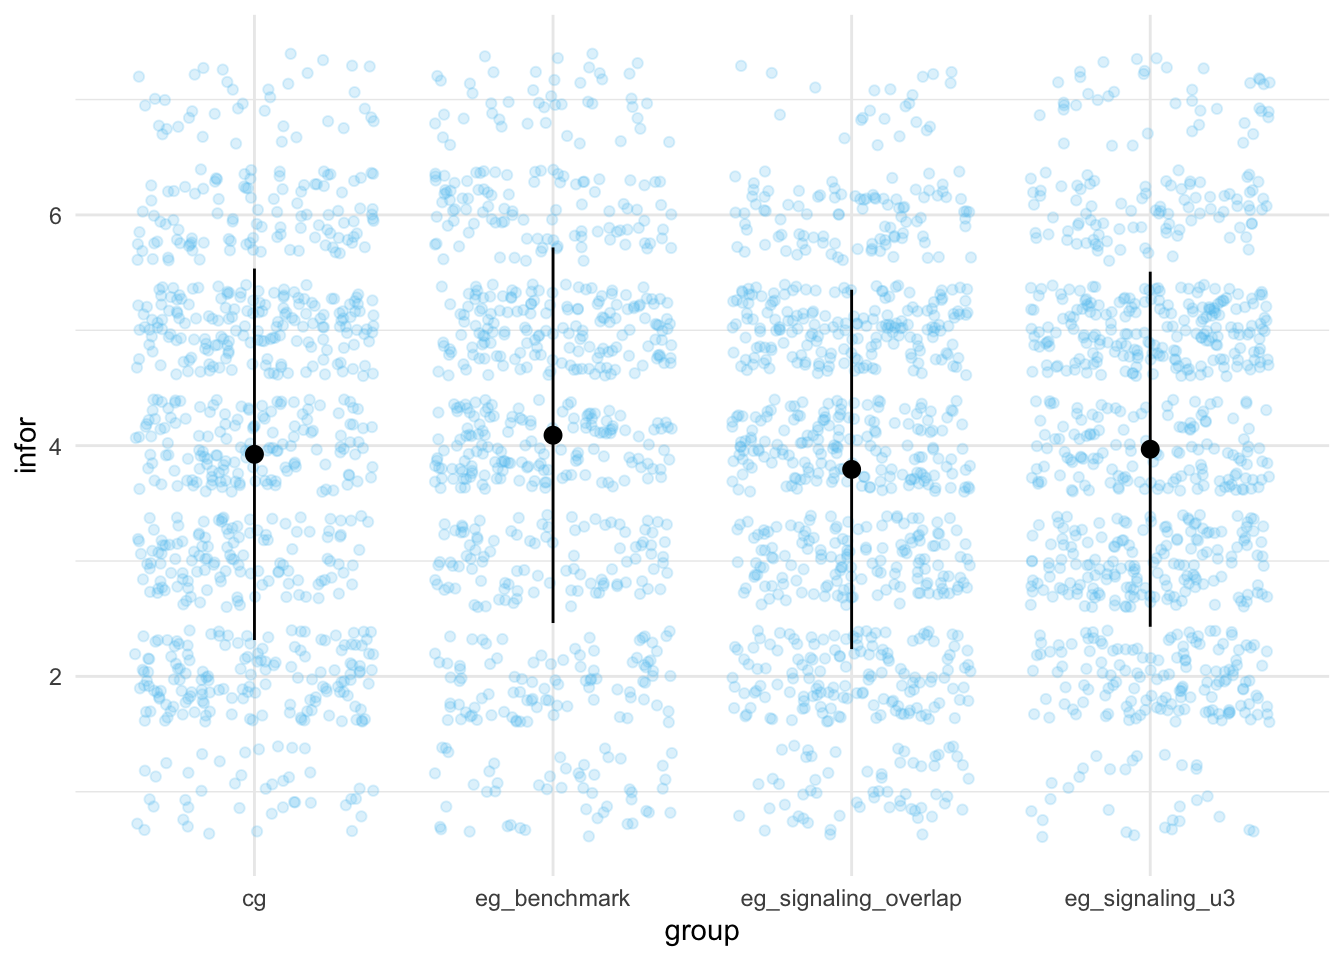 infor
6
4
2
cg
eg_benchmark
eg_signaling_overlap
eg_signaling_u3
group